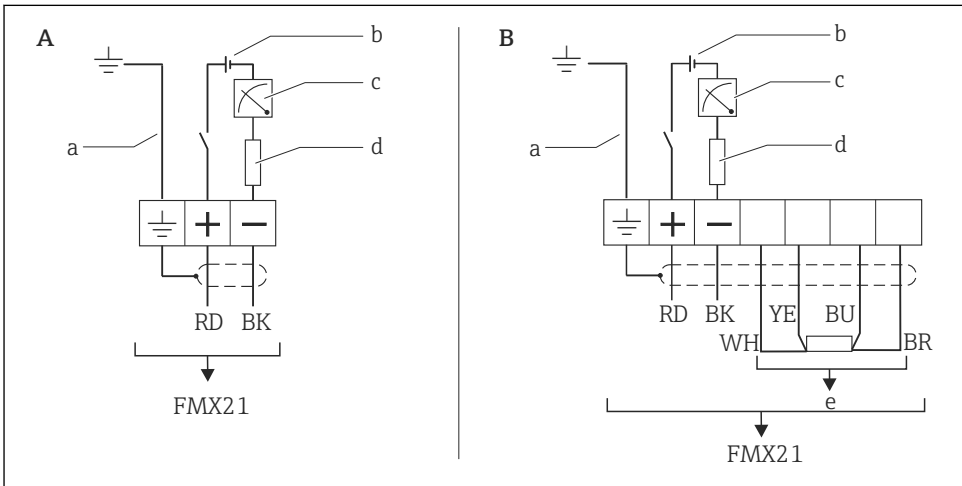 A
b
c
a
d
+ −
RD BK
FMX21
B
b
c
a
d
+ −
RD BK YE BU
WH BR
e
FMX21